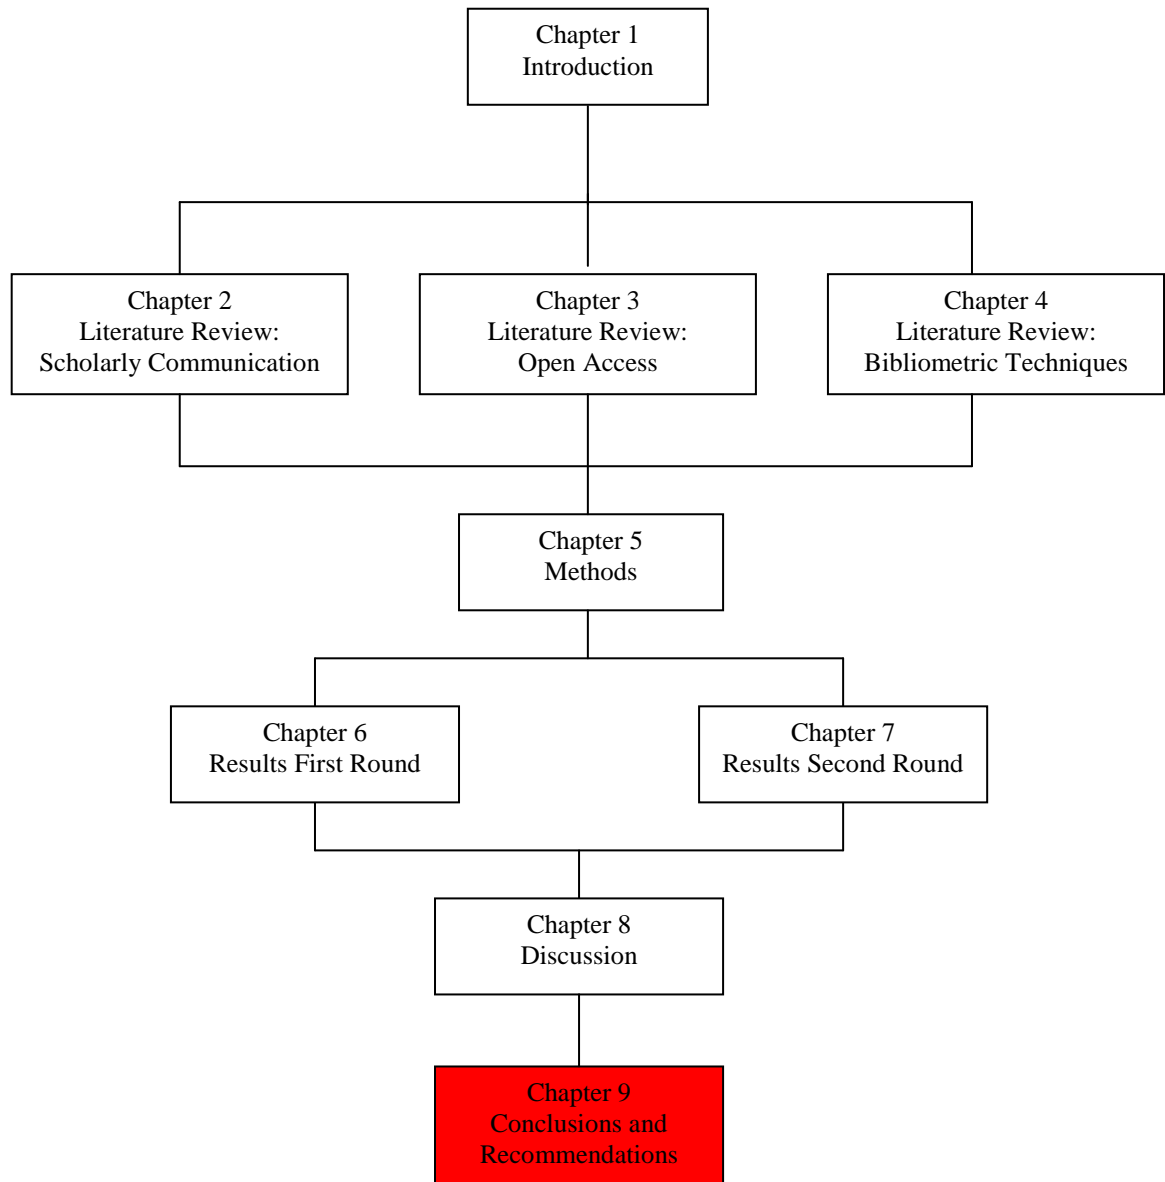 Chapter 1
Introduction
Chapter 2
Literature Review:
Scholarly Communication
Chapter 3
Literature Review:
Open Access
Chapter 4
Literature Review:
Bibliometric Techniques
Chapter 5
Methods
Chapter 6
Results First Round
Chapter 7
Results Second Round
Chapter 8
Discussion
Chapter 9
Conclusions and
Recommendations